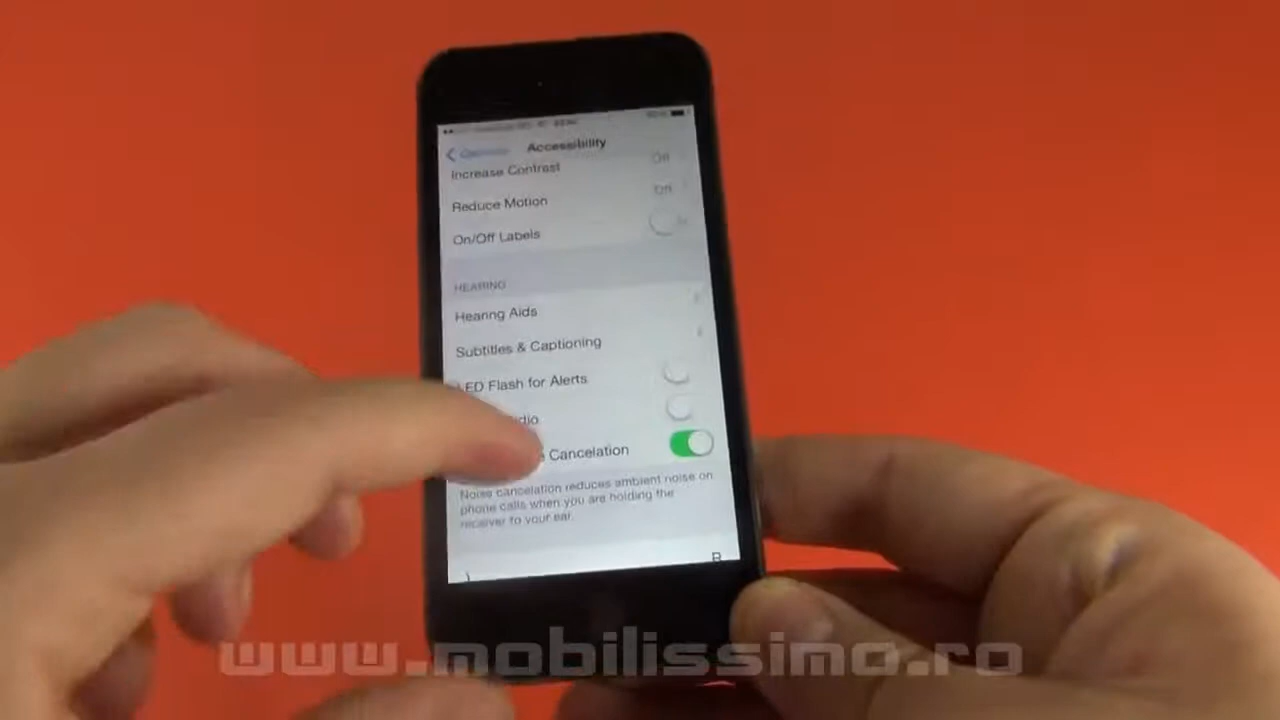 Accessibility
Increase Contrast Off
Reduce Motion Off
On/Off Labels
HEARING
Hearing Aids
Subtitles & Captioning
LED Flash for Alerts
Cancelation
Noise cancelation reduces ambient noise on
phone calls when you are holding the
receiver to your ear.
R
www.mobilissimo.ro